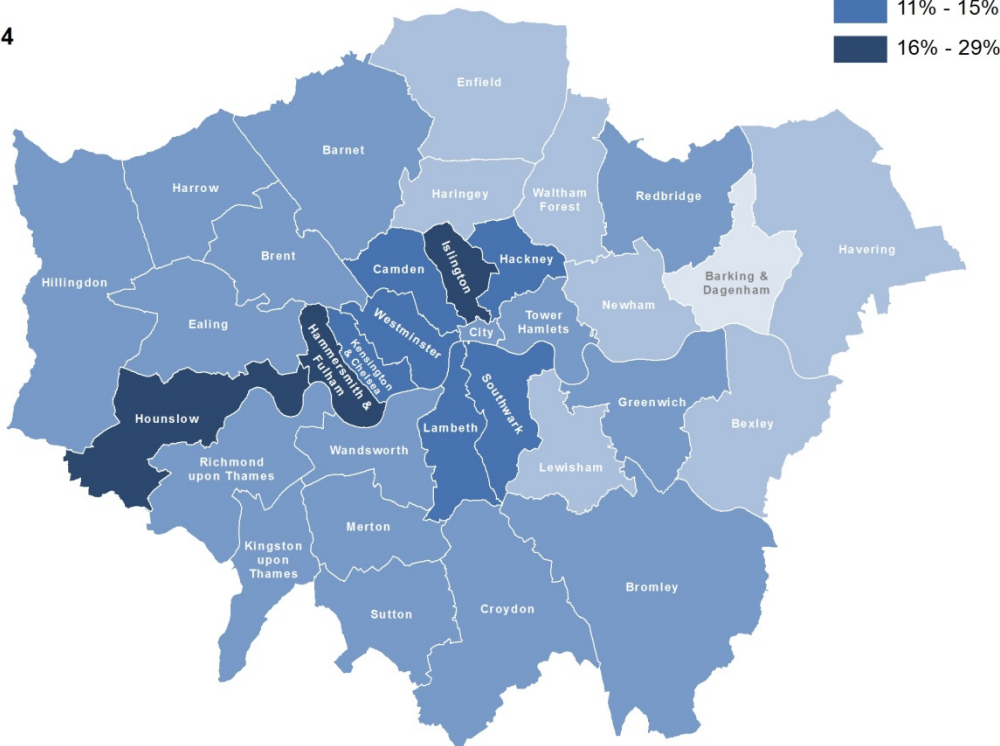 11% - 15%
4
16% - 29%
Enfield
Barnet
Harrow
Haringey
Waltham
Forest
Redbridge
Havering
Hillingdon
Brent
Camden
Islington
Hackney
Barking &
Dagenham
Ealing
Westminster
City
Tower
Hamlets
Newham
Hammersmith &
Fulham
Kensington
& Chelsea
Hounslow
Lambeth
Southwark
Greenwich
Bexley
Richmond
upon Thames
Wandsworth
Lewisham
Merton
Kingston
upon
Thames
Sutton
Croydon
Bromley